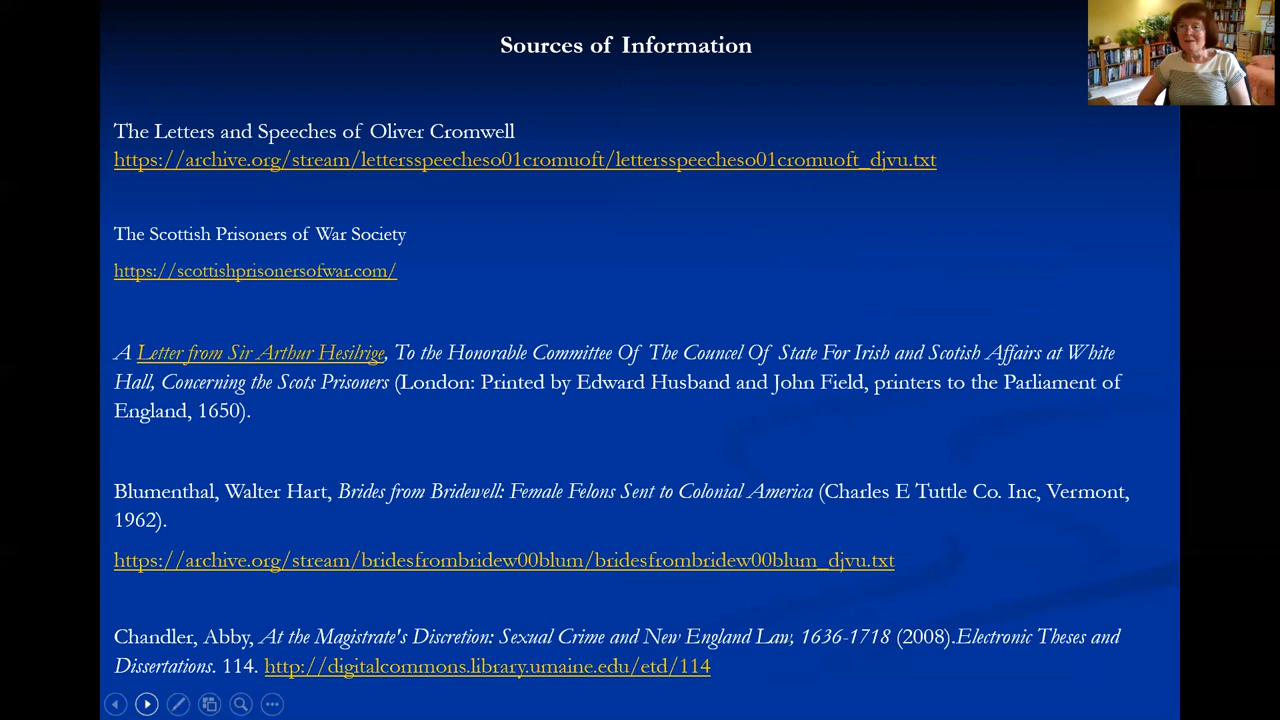 Sources of Information
The Letters and Speeches of Oliver Cromwell
https://archive.org/stream/lettersspeecheso01cromuoft/lettersspeecheso01cromuoft_djvu.txt
The Scottish Prisoners of War Society
https://scottishprisonersofwar.com/
A Letter from Sir Arthur Hesilrige, To the Honorable Committee Of The Councel Of State For Irish and Scotish Affairs at White
Hall, Concerning the Scots Prisoners (London: Printed by Edward Husband and John Field, printers to the Parliament of
England, 1650).
Blumenthal, Walter Hart, Brides from Bridewell: Female Felons Sent to Colonial America (Charles E Tuttle Co. Inc, Vermont,
1962).
https://archive.org/stream/bridesfrombridew00blum/bridesfrombridew00blum_djvu.txt
Chandler, Abby, At the Magistrate's Discretion: Sexual Crime and New England Law, 1636-1718 (2008).Electronic Theses and
Dissertations. 114. http://digitalcommons.library.umaine.edu/etd/114